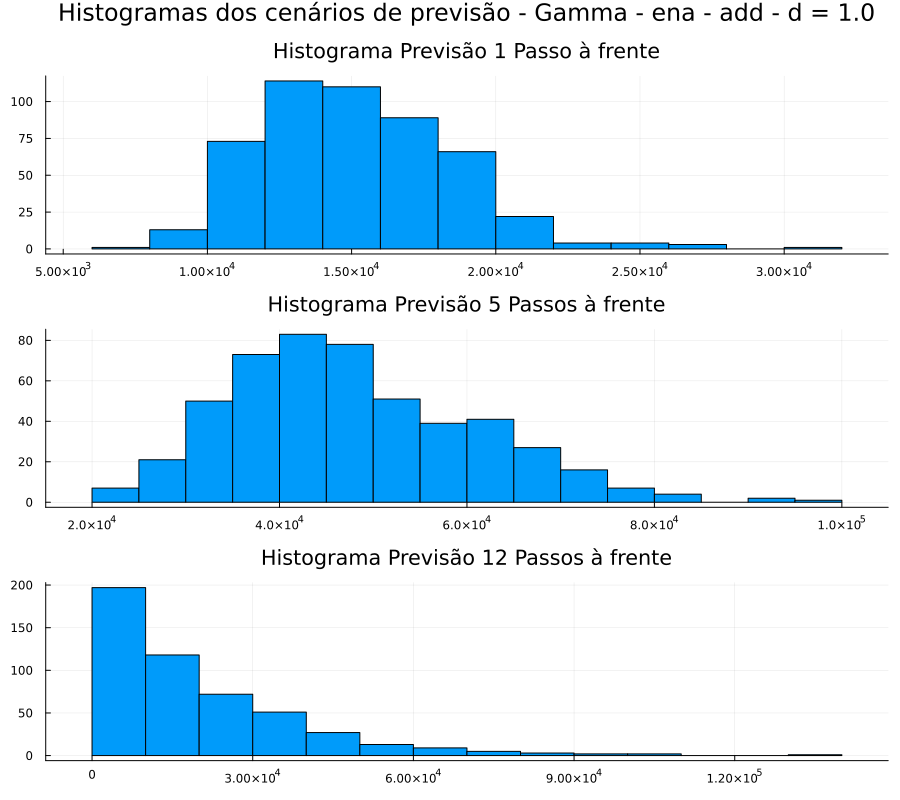 Histogramas dos cenários de previsão - Gamma - ena - add - d = 1.0
Histograma Previsão 1 Passo à frente
100
75
50
25
0
5.00×10³ 1.00×10⁴ 1.50×10⁴ 2.00×10⁴ 2.50×10⁴ 3.00×10⁴
Histograma Previsão 5 Passos à frente
80
60
40
20
0
2.0×10⁴ 4.0×10⁴ 6.0×10⁴ 8.0×10⁴ 1.0×10⁵
Histograma Previsão 12 Passos à frente
200
150
100
50
0
0 3.00×10⁴ 6.00×10⁴ 9.00×10⁴ 1.20×10⁵